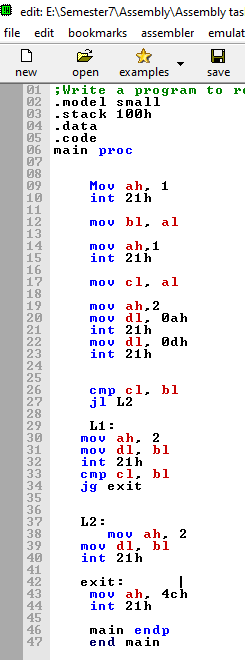 edit: E:\Semester7\Assembly\Assembly tas
file edit bookmarks assembler emulat
new open examples save
01 ;Write a program to re
02 .model small
03 .stack 100h
04 .data
05 .code
06 main proc
07
08
09 Mov ah, 1
10 int 21h
11
12 mov bl, al
13
14 mov ah,1
15 int 21h
16
17 mov cl, al
18
19 mov ah,2
20 mov dl, 0ah
21 int 21h
22 mov dl, 0dh
23 int 21h
24
25
26 cmp cl, bl
27 jl L2
28
29 L1:
30 mov ah, 2
31 mov dl, bl
32 int 21h
33 cmp cl, bl
34 jg exit
35
36
37 L2:
38 mov ah, 2
39 mov dl, bl
40 int 21h
41
42 exit:
43 mov ah, 4ch
44 int 21h
45
46 main endp
47 end main